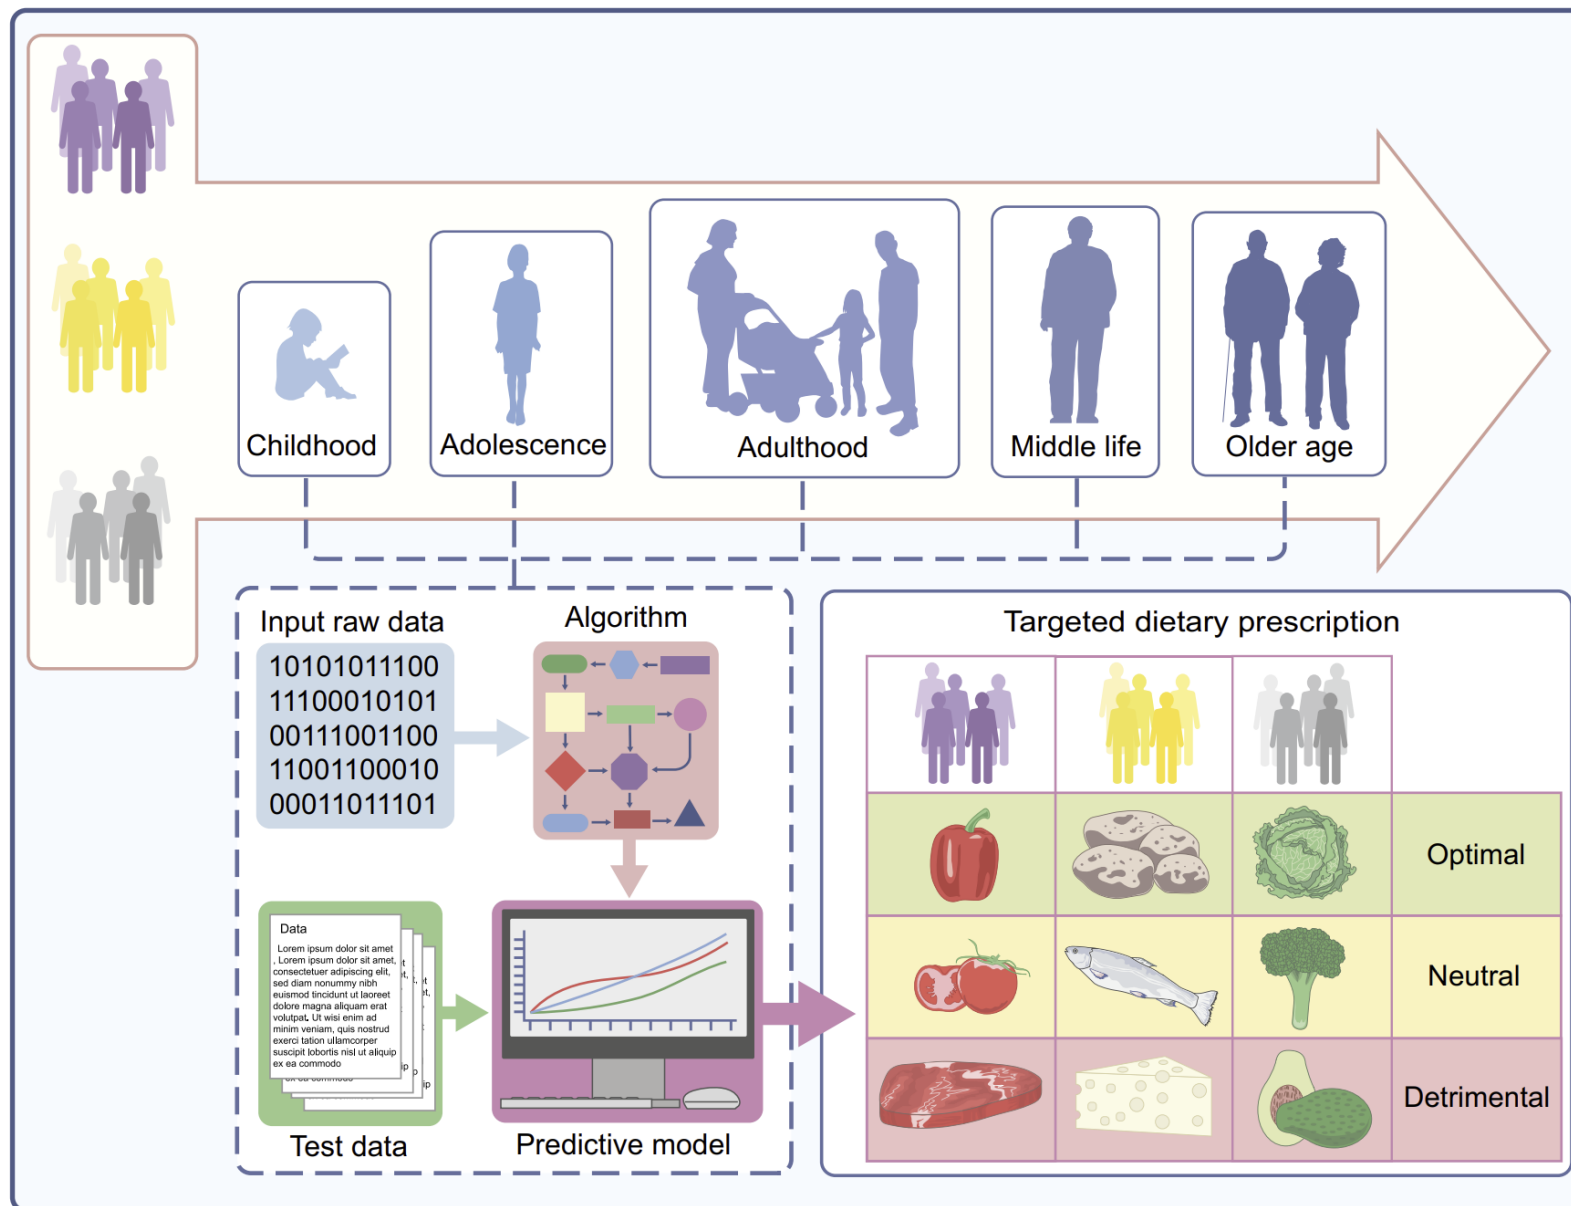 Childhood
Adolescence
Adulthood
Middle life
Older age
Input raw data
10101011100
11100010101
00111001100
11001100010
00011011101
Algorithm
Data
Lorem ipsum dolor sit amet
, Lorem ipsum dolor sit amet,
consectetuer adipiscing elit,
sed diam nonummy nibh
euismod tincidunt ut laoreet
dolore magna aliquam erat
volutpat. Ut wisi enim ad
minim veniam, quis nostrud
exerci tation ullamcorper
suscipit lobortis nisl ut aliquip
ex ea commodo
Test data
Predictive model
Targeted dietary prescription
Optimal
Neutral
Detrimental